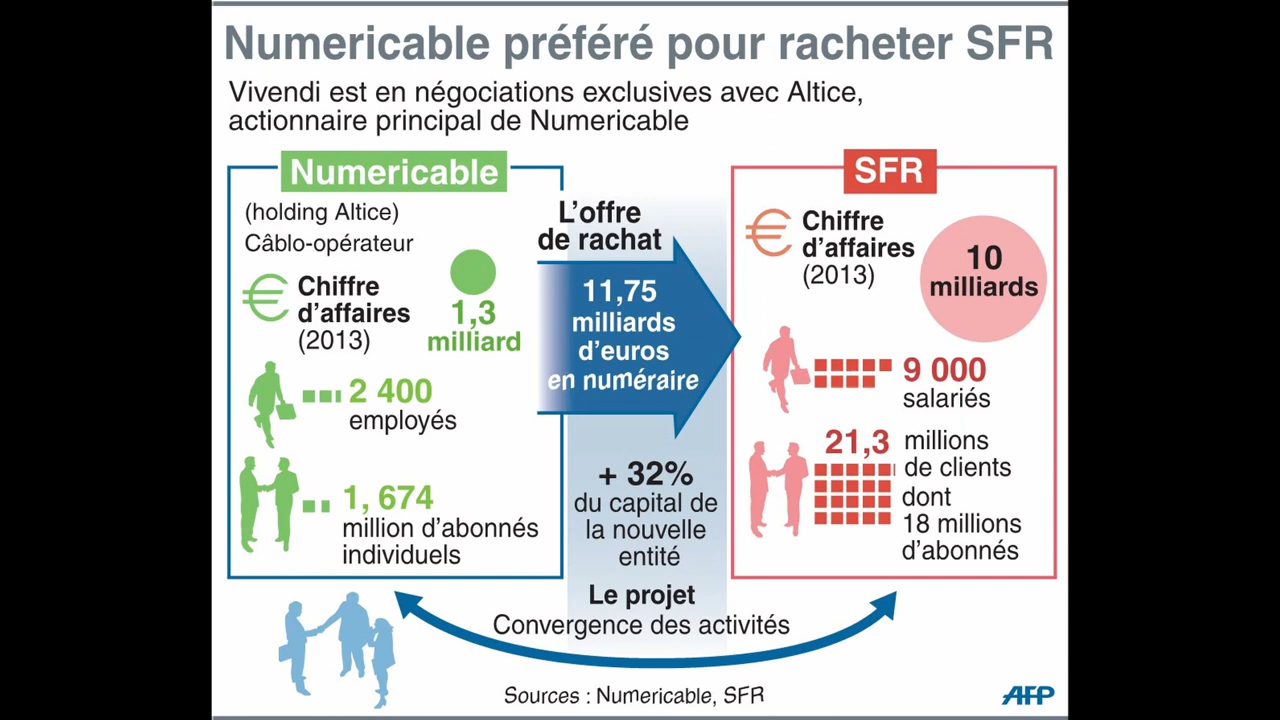 Numericable préféré pour racheter SFR
Vivendi est en négociations exclusives avec Altice,
actionnaire principal de Numericable
Numericable
(holding Altice)
Câblo-opérateur
Chiffre
d'affaires
(2013)
1,3
milliard
2 400
employés
1, 674
million d'abonnés
individuels
L'offre
de rachat
11,75
milliards
d'euros
en numéraire
+ 32%
du capital de
la nouvelle
entité
SFR
Chiffre
d'affaires
(2013)
10
milliards
9 000
salariés
21,3 millions
de clients
dont
18 millions
d'abonnés
Le projet
Convergence des activités
Sources : Numericable, SFR
AFP